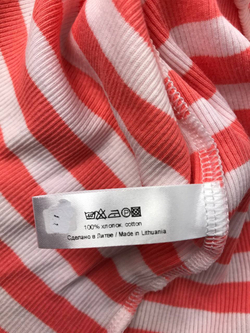 100% хлопок, cotton
Сделано в Литве / Made in Lithuania